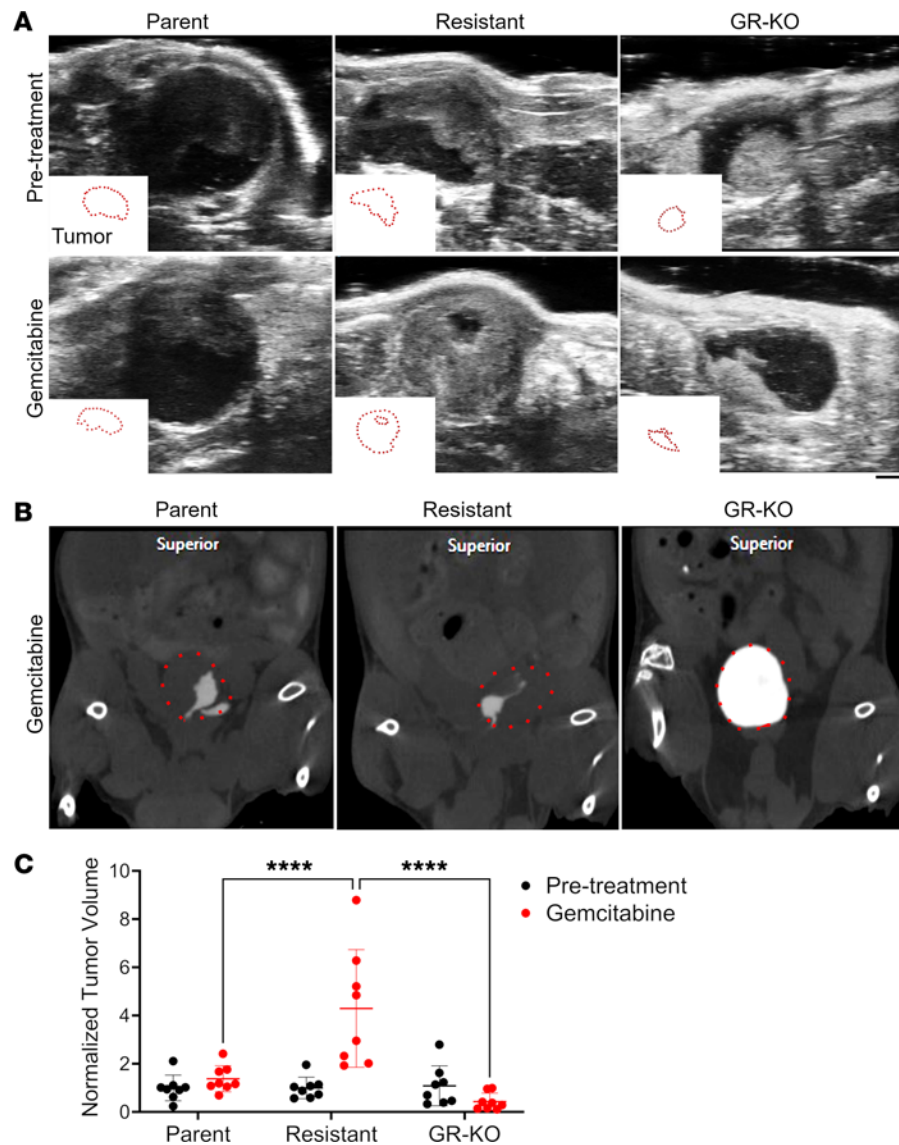 A
Parent Resistant GR-KO
Pre-treatment
Tumor
Gemcitabine
B
Parent Resistant GR-KO
Superior Superior Superior
Gemcitabine
C
**** ****
Pre-treatment
Gemcitabine
Normalized Tumor Volume
10
8
6
4
2
0
Parent Resistant GR-KO